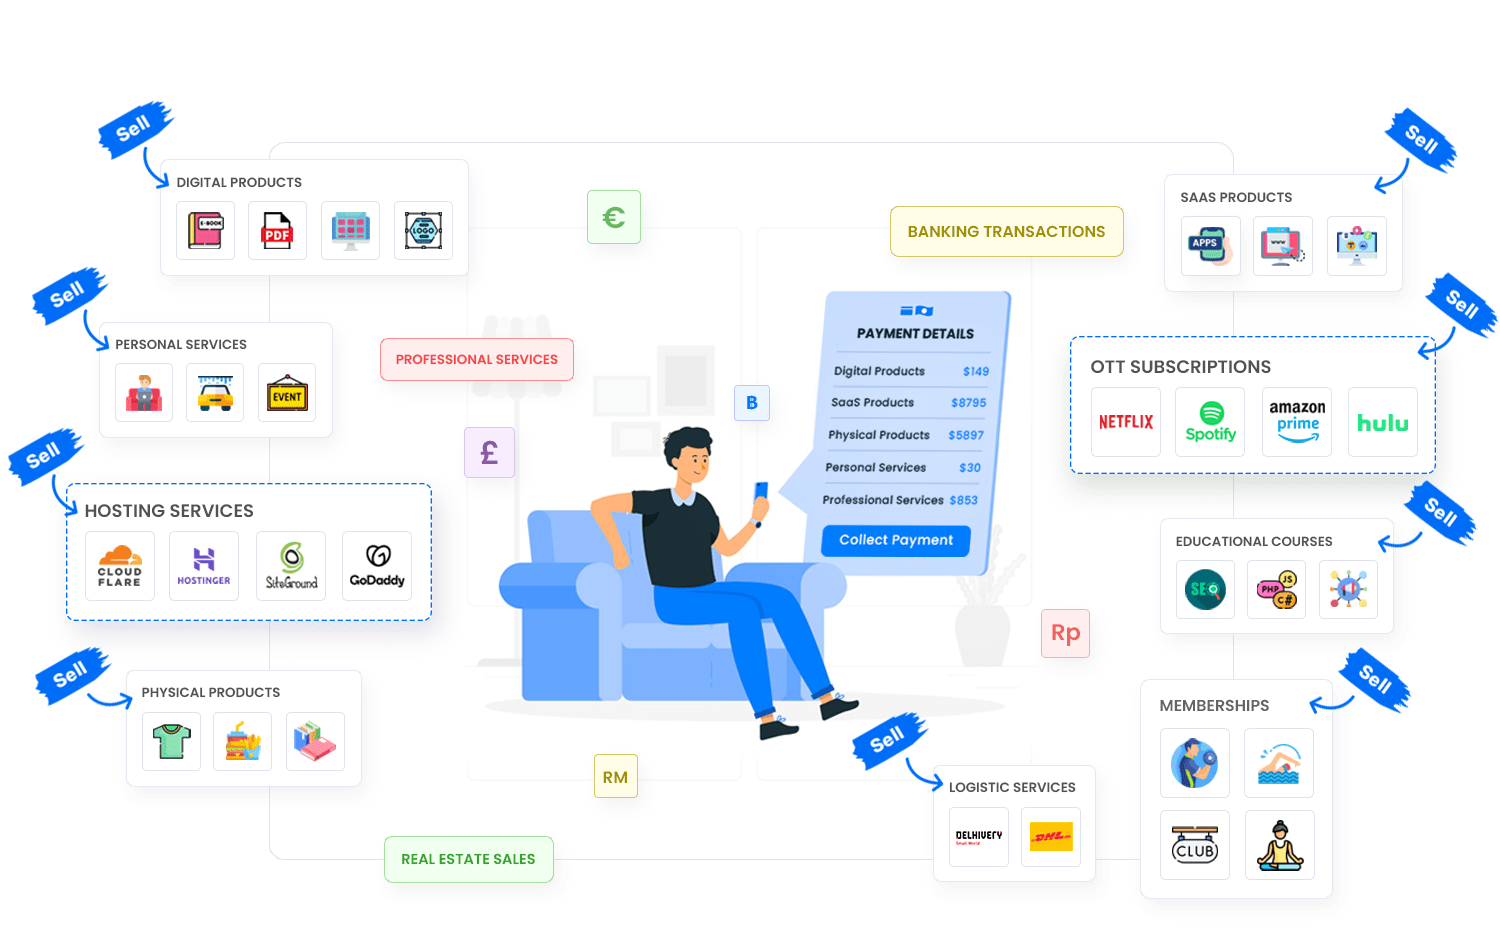 Sell
DIGITAL PRODUCTS
E-BOOK
PDF
LOGO
Sell
PERSONAL SERVICES
EVENT
Sell
HOSTING SERVICES
CLOUD
FLARE
HOSTINGER
SiteGround
GoDaddy
Sell
PHYSICAL PRODUCTS
€
PROFESSIONAL SERVICES
£
B
RM
REAL ESTATE SALES
BANKING TRANSACTIONS
PAYMENT DETAILS
Digital Products $149
SaaS Products $8795
Physical Products $5897
Personal Services $30
Professional Services $853
Collect Payment
Rp
Sell
LOGISTIC SERVICES
DELHIVERY
Small World
DHL
Sell
SAAS PRODUCTS
APPS
WWW
Sell
OTT SUBSCRIPTIONS
NETFLIX
Spotify
amazon
prime
hulu
Sell
EDUCATIONAL COURSES
SEO
JS
PHP
C#
Sell
MEMBERSHIPS
CLUB